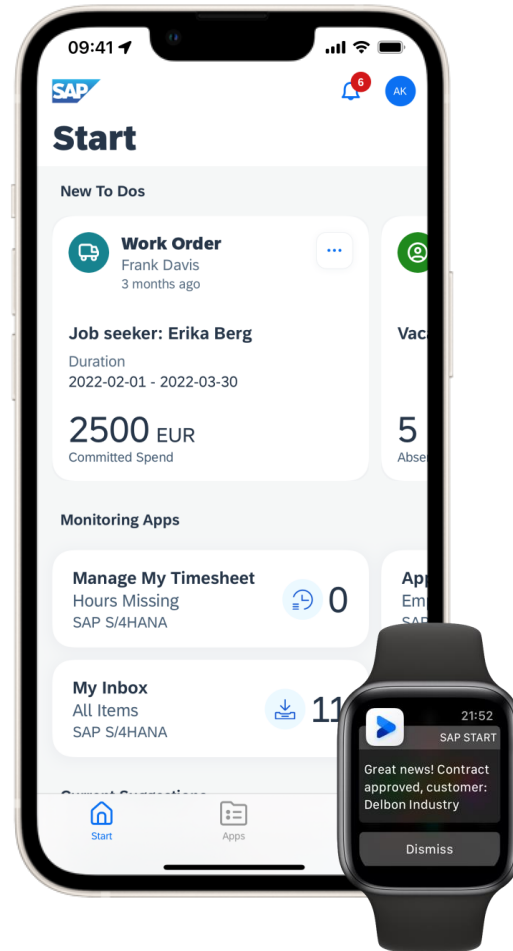 09:41
SAP
6
AK
Start
New To Dos
Work Order
Frank Davis
3 months ago
...
Job seeker: Erika Berg
Duration
2022-02-01 - 2022-03-30
2500 EUR
Committed Spend
5
Monitoring Apps
Manage My Timesheet
Hours Missing
SAP S/4HANA
0
My Inbox
All Items
SAP S/4HANA
11
Current Suggestions
Start
Apps
21:52
SAP START
Great news! Contract
approved, customer:
Delbon Industry
Dismiss